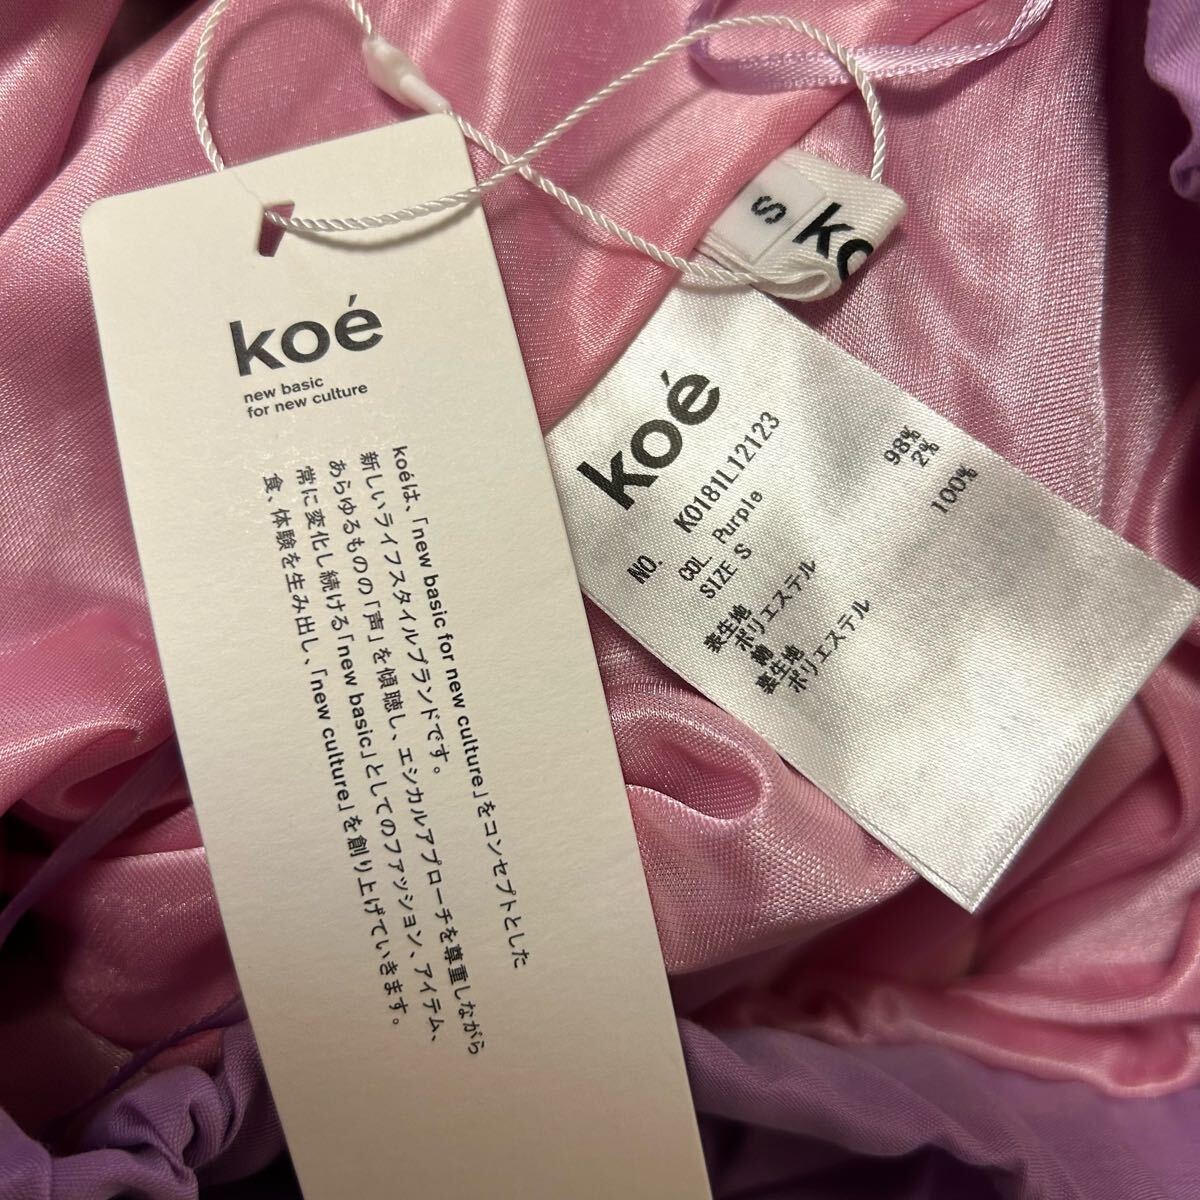 koé
new basic
for new culture
koéは、「new basic for new culture」をコンセプトとした
新しいライフスタイルブランドです。
あらゆるものの「声」を傾聴し、エシカルアプローチを尊重しながら
常に変化し続ける「new basic」としてのファッション、アイテム、
食、体験を生み出し、「new culture」を創り上げていきます。
S
ko
koé
NO. K0181L12123
COL. Purple
SIZE S
表生地
ポリエステル 98%
綿 2%
裏生地
ポリエステル 100%